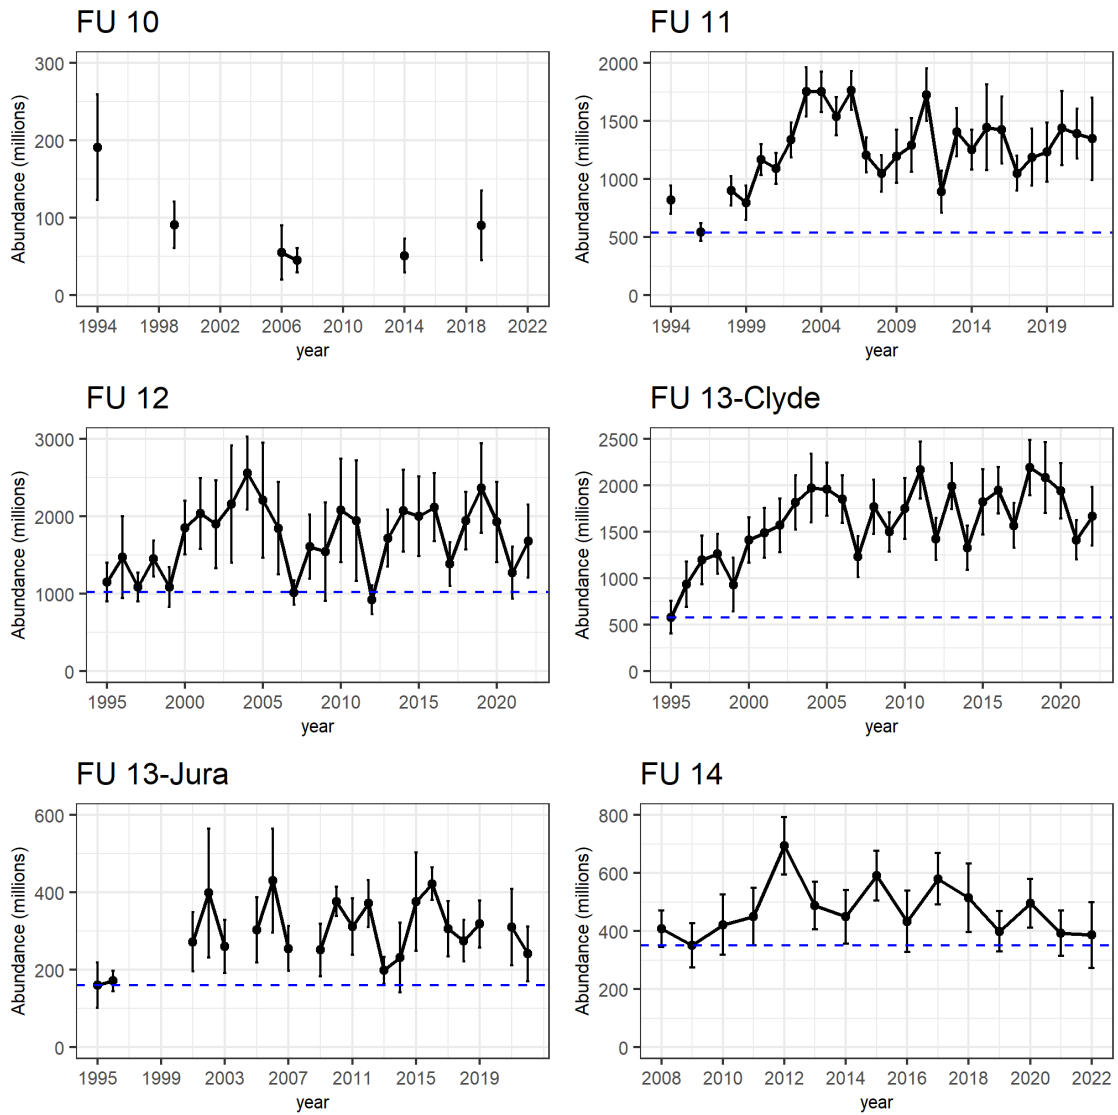 FU 10
Abundance (millions)
300
200
100
0
1994 1998 2002 2006 2010 2014 2018 2022
year
FU 11
Abundance (millions)
2000
1500
1000
500
0
1994 1999 2004 2009 2014 2019
year
FU 12
Abundance (millions)
3000
2000
1000
0
1995 2000 2005 2010 2015 2020
year
FU 13-Clyde
Abundance (millions)
2500
2000
1500
1000
500
0
1995 2000 2005 2010 2015 2020
year
FU 13-Jura
Abundance (millions)
600
400
200
0
1995 1999 2003 2007 2011 2015 2019
year
FU 14
Abundance (millions)
800
600
400
200
0
2008 2010 2012 2014 2016 2018 2020 2022
year